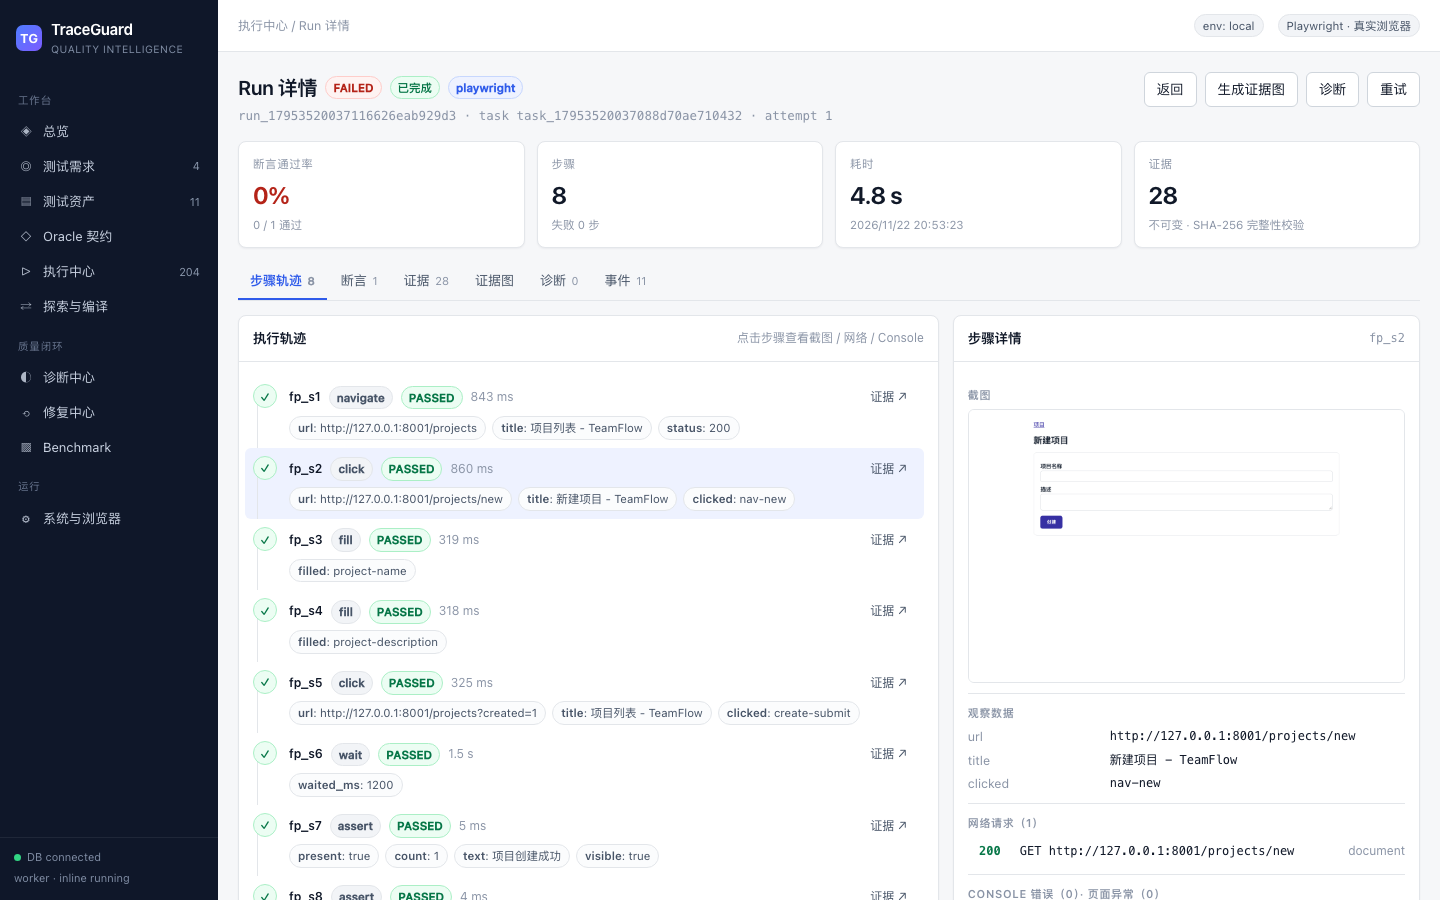 TG TraceGuard
QUALITY INTELLIGENCE
工作台
总览
测试需求 4
测试资产 11
Oracle 契约
执行中心 204
探索与编译
质量闭环
诊断中心
修复中心
Benchmark
运行
系统与浏览器
DB connected
worker · inline running
执行中心 / Run 详情
env: local
Playwright · 真实浏览器
Run 详情 FAILED 已完成 playwright
返回 生成证据图 诊断 重试
run_17953520037116626eab929d3 · task task_17953520037088d70ae710432 · attempt 1
断言通过率
0%
0 / 1 通过
步骤
8
失败 0 步
耗时
4.8 s
2026/11/22 20:53:23
证据
28
不可变 · SHA-256 完整性校验
步骤轨迹 8 断言 1 证据 28 证据图 诊断 0 事件 11
执行轨迹 点击步骤查看截图 / 网络 / Console
fp_s1 navigate PASSED 843 ms 证据 ↗
url: http://127.0.0.1:8001/projects title: 项目列表 - TeamFlow status: 200
fp_s2 click PASSED 860 ms 证据 ↗
url: http://127.0.0.1:8001/projects/new title: 新建项目 - TeamFlow clicked: nav-new
fp_s3 fill PASSED 319 ms 证据 ↗
filled: project-name
fp_s4 fill PASSED 318 ms 证据 ↗
filled: project-description
fp_s5 click PASSED 325 ms 证据 ↗
url: http://127.0.0.1:8001/projects?created=1 title: 项目列表 - TeamFlow clicked: create-submit
fp_s6 wait PASSED 1.5 s 证据 ↗
waited_ms: 1200
fp_s7 assert PASSED 5 ms 证据 ↗
present: true count: 1 text: 项目创建成功 visible: true
fp_s8 assert PASSED 4 ms 证据 ↗
步骤详情 fp_s2
截图
项目
新建项目
项目名称
描述
创建
观察数据
url http://127.0.0.1:8001/projects/new
title 新建项目 - TeamFlow
clicked nav-new
网络请求 (1)
200 GET http://127.0.0.1:8001/projects/new document
CONSOLE 错误 (0) · 页面异常 (0)